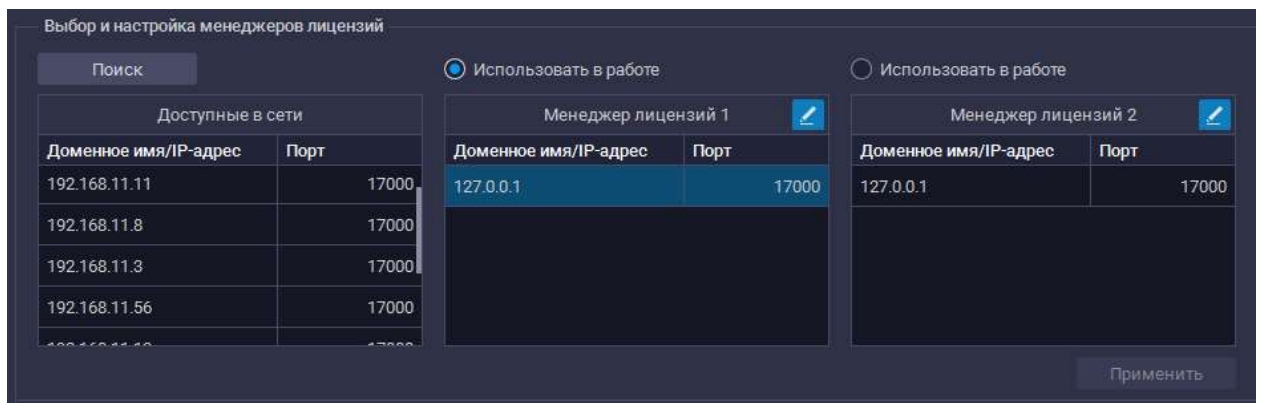 Выбор и настройка менеджеров лицензий
Поиск
Использовать в работе
Использовать в работе
Доступные в сети
Менеджер лицензий 1
Менеджер лицензий 2
Доменное имя/IP-адрес Порт
Доменное имя/IP-адрес Порт
Доменное имя/IP-адрес Порт
192.168.11.11 17000
127.0.0.1 17000
127.0.0.1 17000
192.168.11.8 17000
192.168.11.3 17000
192.168.11.56 17000
Применить